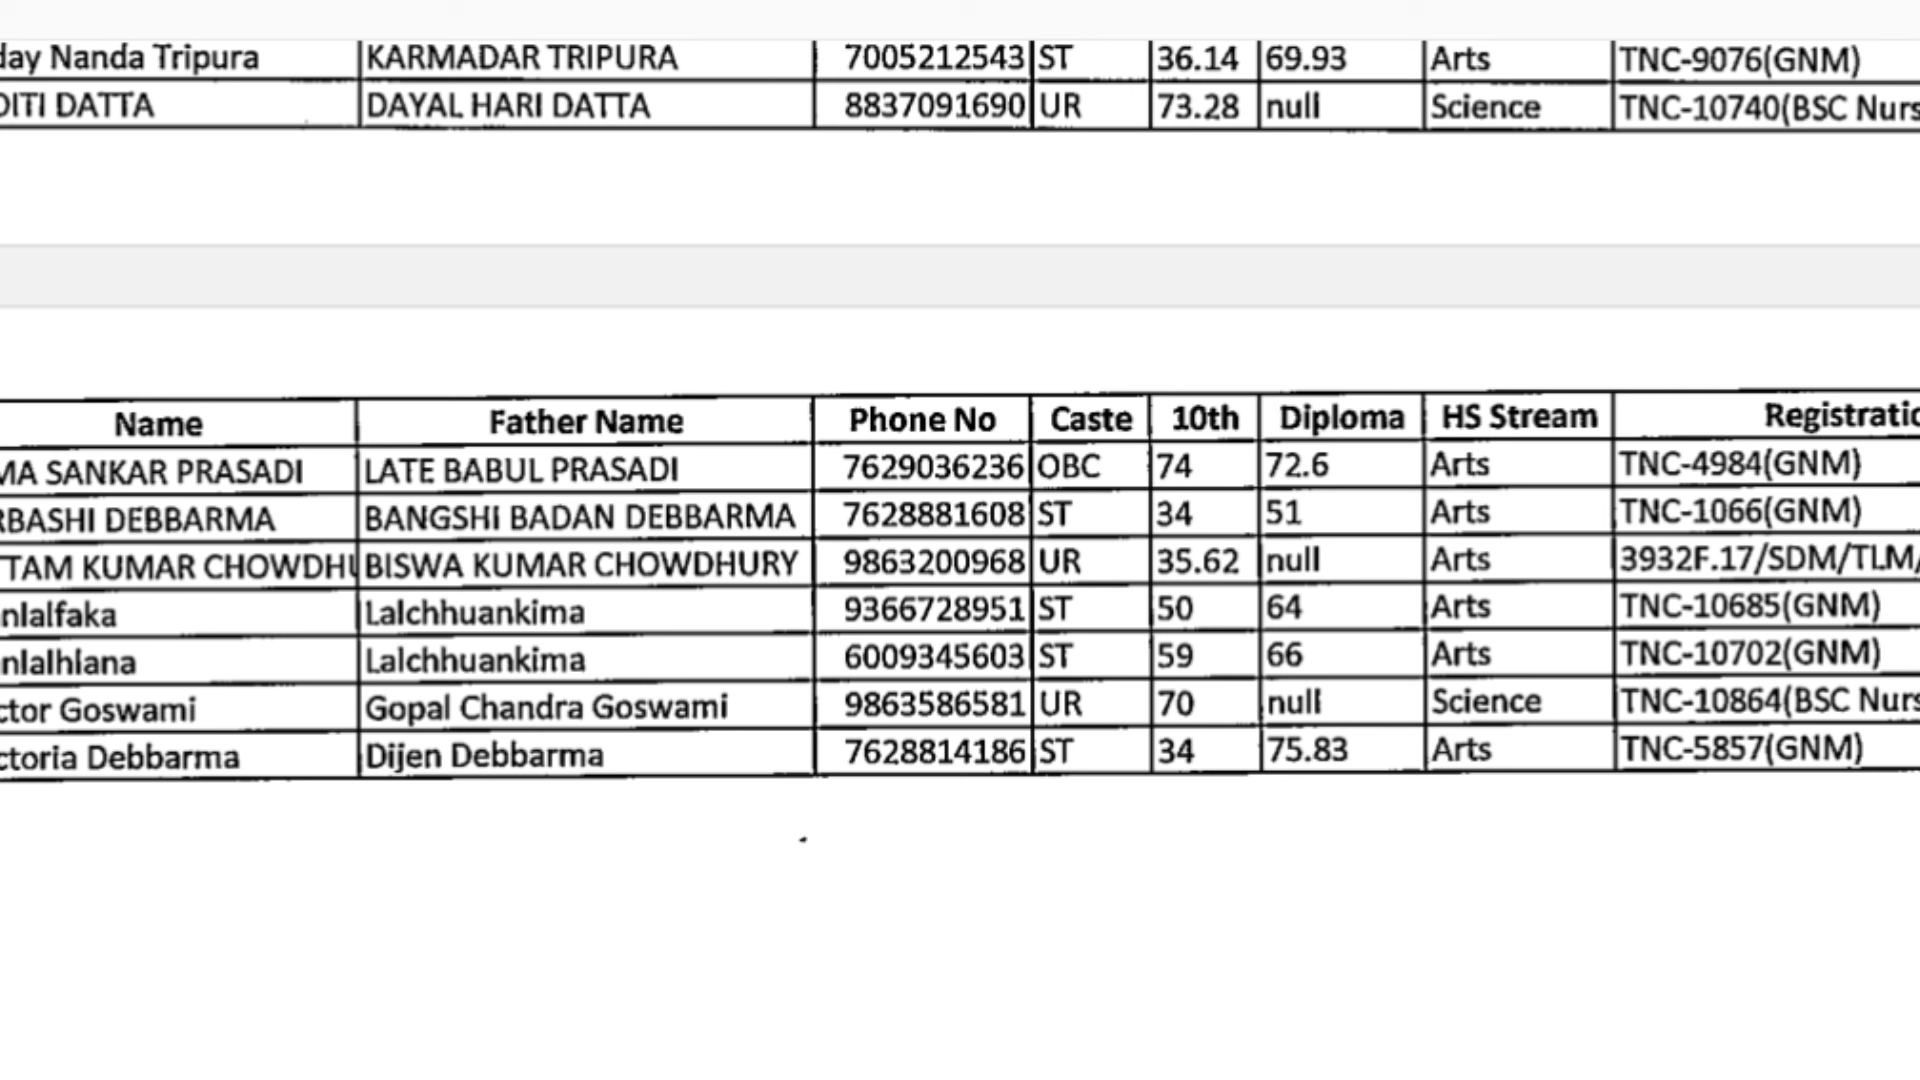 day Nanda Tripura KARMADAR TRIPURA 7005212543 ST 36.14 69.93 Arts TNC-9076(GNM)
DITI DATTA DAYAL HARI DATTA 8837091690 UR 73.28 null Science TNC-10740(BSC Nurs
Name Father Name Phone No Caste 10th Diploma HS Stream Registratio
MA SANKAR PRASADI LATE BABUL PRASADI 7629036236 OBC 74 72.6 Arts TNC-4984(GNM)
RBASHI DEBBARMA BANGSHI BADAN DEBBARMA 7628881608 ST 34 51 Arts TNC-1066(GNM)
TTAM KUMAR CHOWDHU BISWA KUMAR CHOWDHURY 9863200968 UR 35.62 null Arts 3932F.17/SDM/TLM/
nlalfaka Lalchhuankima 9366728951 ST 50 64 Arts TNC-10685(GNM)
nlalhlana Lalchhuankima 6009345603 ST 59 66 Arts TNC-10702(GNM)
ctor Goswami Gopal Chandra Goswami 9863586581 UR 70 null Science TNC-10864(BSC Nurs
ctoria Debbarma Dijen Debbarma 7628814186 ST 34 75.83 Arts TNC-5857(GNM)